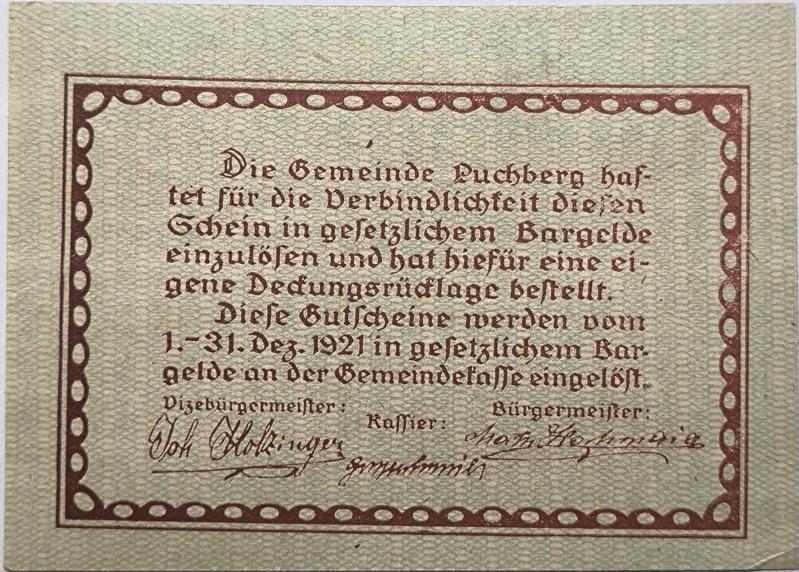 Die Gemeinde Puchberg haf-
tet für die Verbindlichkeit diesen
Schein in gesetzlichem Bargelde
einzulösen und hat hiefür eine ei-
gene Deckungsrücklage bestellt.
Diese Gutscheine werden vom
1.-31. Dez. 1921 in gesetzlichem Bar-
gelde an der Gemeindekasse eingelöst.
Vizebürgermeister: Kassier: Bürgermeister:
Joh Holzinger